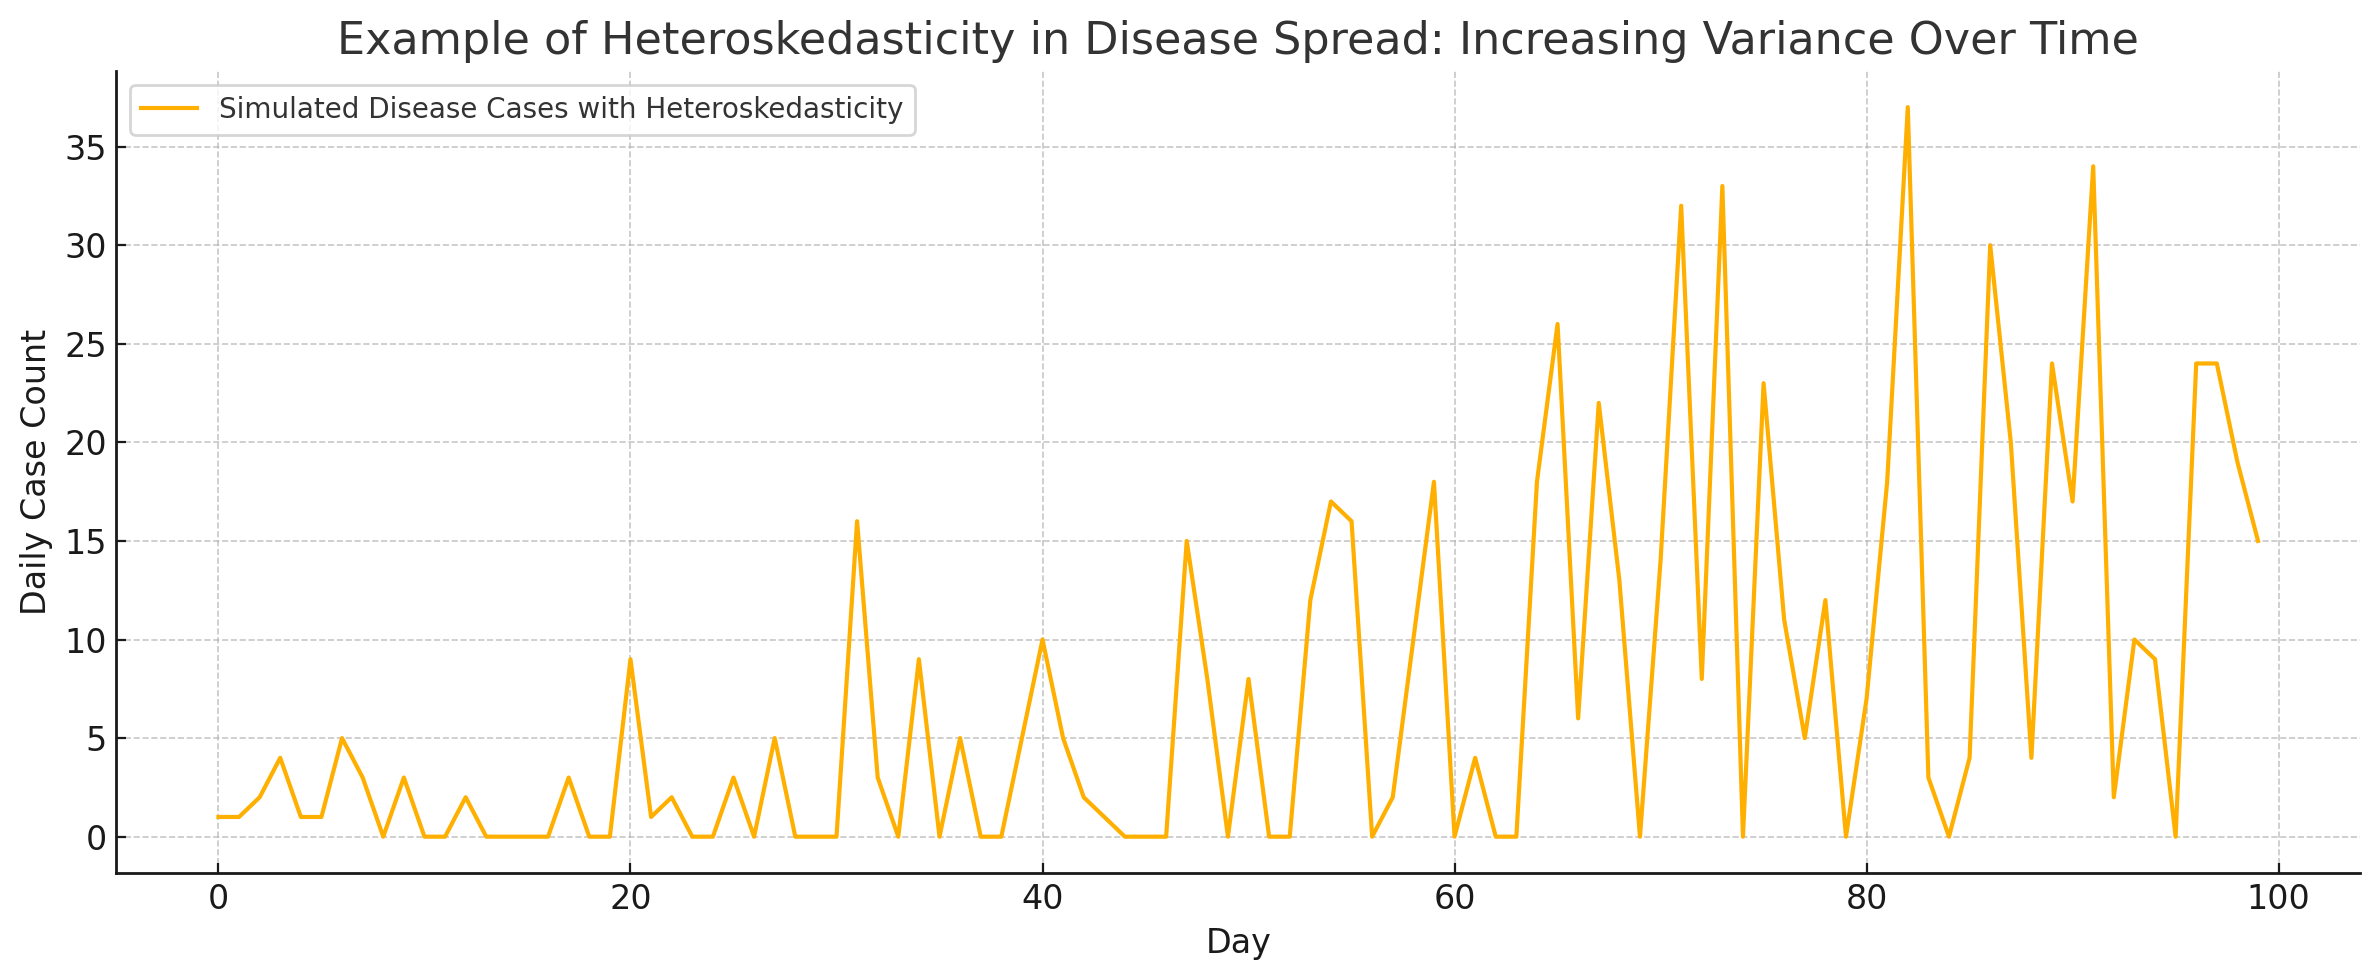 Example of Heteroskedasticity in Disease Spread: Increasing Variance Over Time
Simulated Disease Cases with Heteroskedasticity
Daily Case Count
35
30
25
20
15
10
5
0
0 20 40 60 80 100
Day